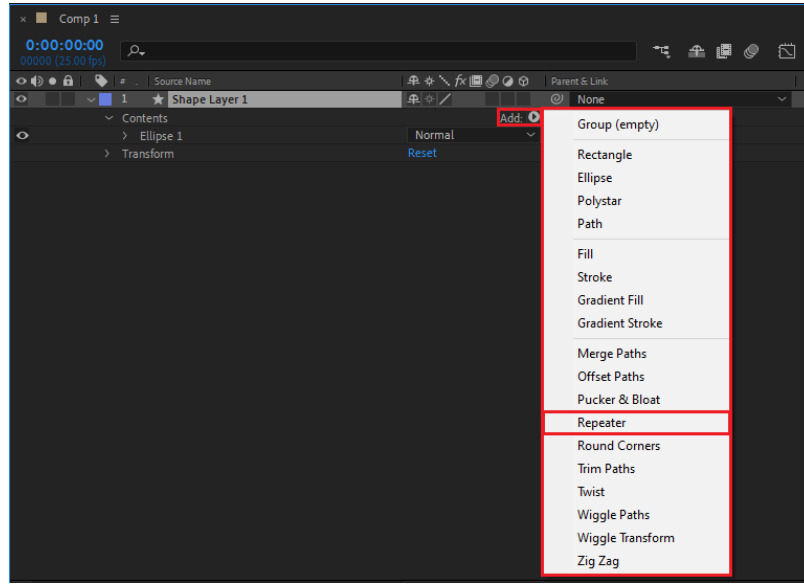 × Comp 1
0:00:00:00
00000 (25.00 fps)
# . Source Name fx Parent & Link
1 Shape Layer 1 None
Contents Add:
Ellipse 1 Normal
Transform Reset
Group (empty)
Rectangle
Ellipse
Polystar
Path
Fill
Stroke
Gradient Fill
Gradient Stroke
Merge Paths
Offset Paths
Pucker & Bloat
Repeater
Round Corners
Trim Paths
Twist
Wiggle Paths
Wiggle Transform
Zig Zag